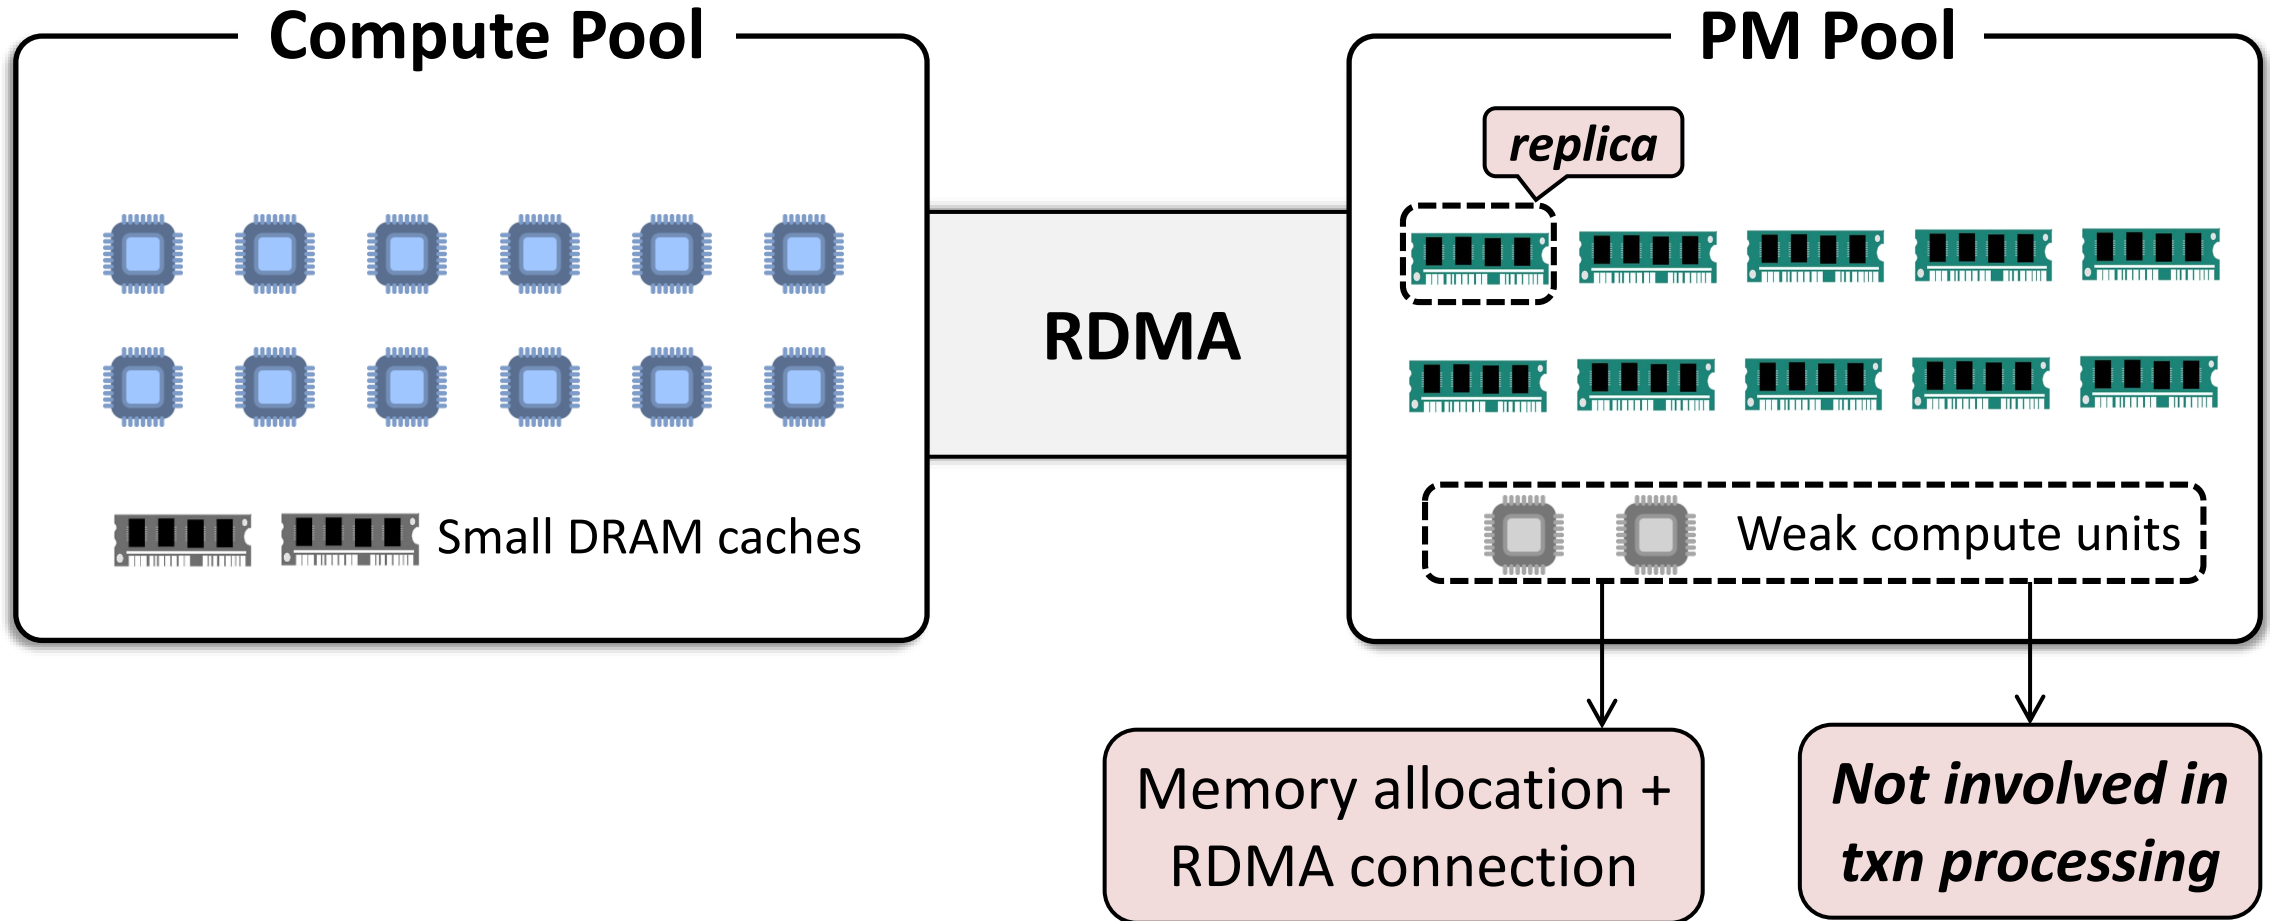 Compute Pool
PM Pool
replica
RDMA
Small DRAM caches
Weak compute units
Memory allocation +
RDMA connection
Not involved in
txn processing